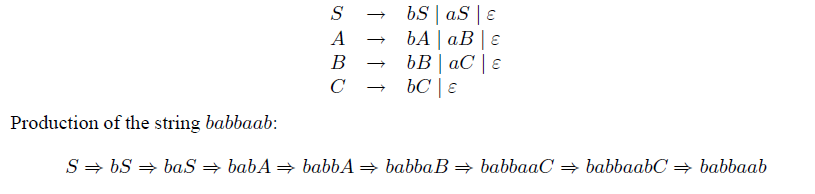 S → bS | aS | ε
A → bA | aB | ε
B → bB | aC | ε
C → bC | ε
Production of the string babbaab:
S ⇒ bS ⇒ baS ⇒ babA ⇒ babbA ⇒ babbaB ⇒ babbaaC ⇒ babbaabC ⇒ babbaab